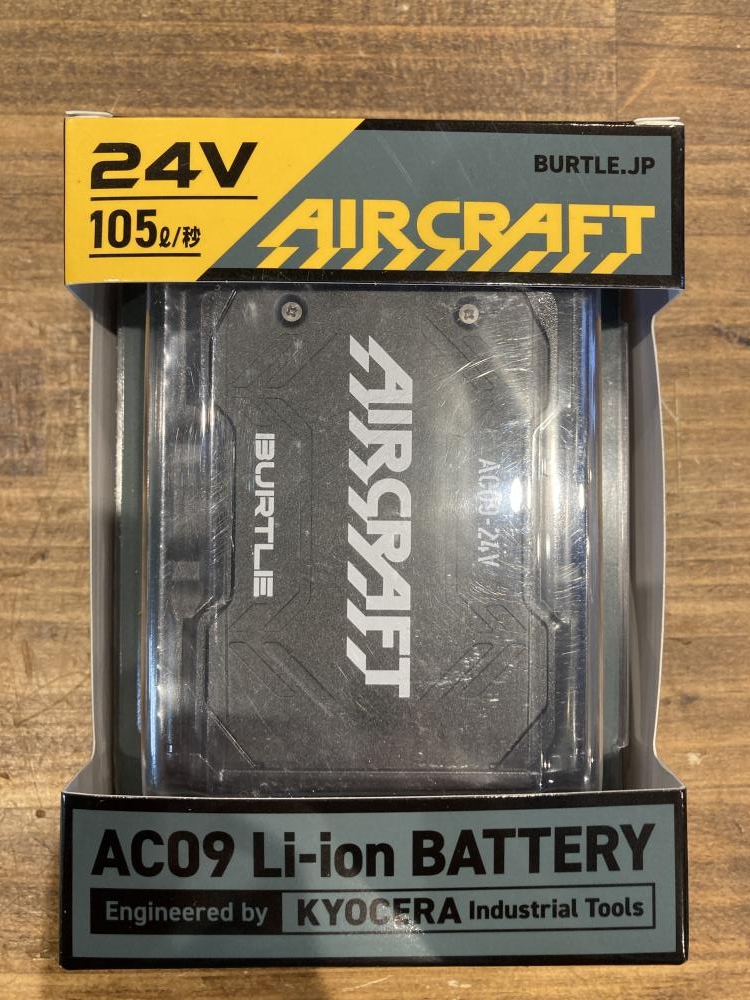 24V
105ℓ/秒
BURTLE.JP
AIRCRAFT
AIRCRAFT
BURTLE
AC09-24V
AC09 Li-ion BATTERY
Engineered by KYOCERA Industrial Tools